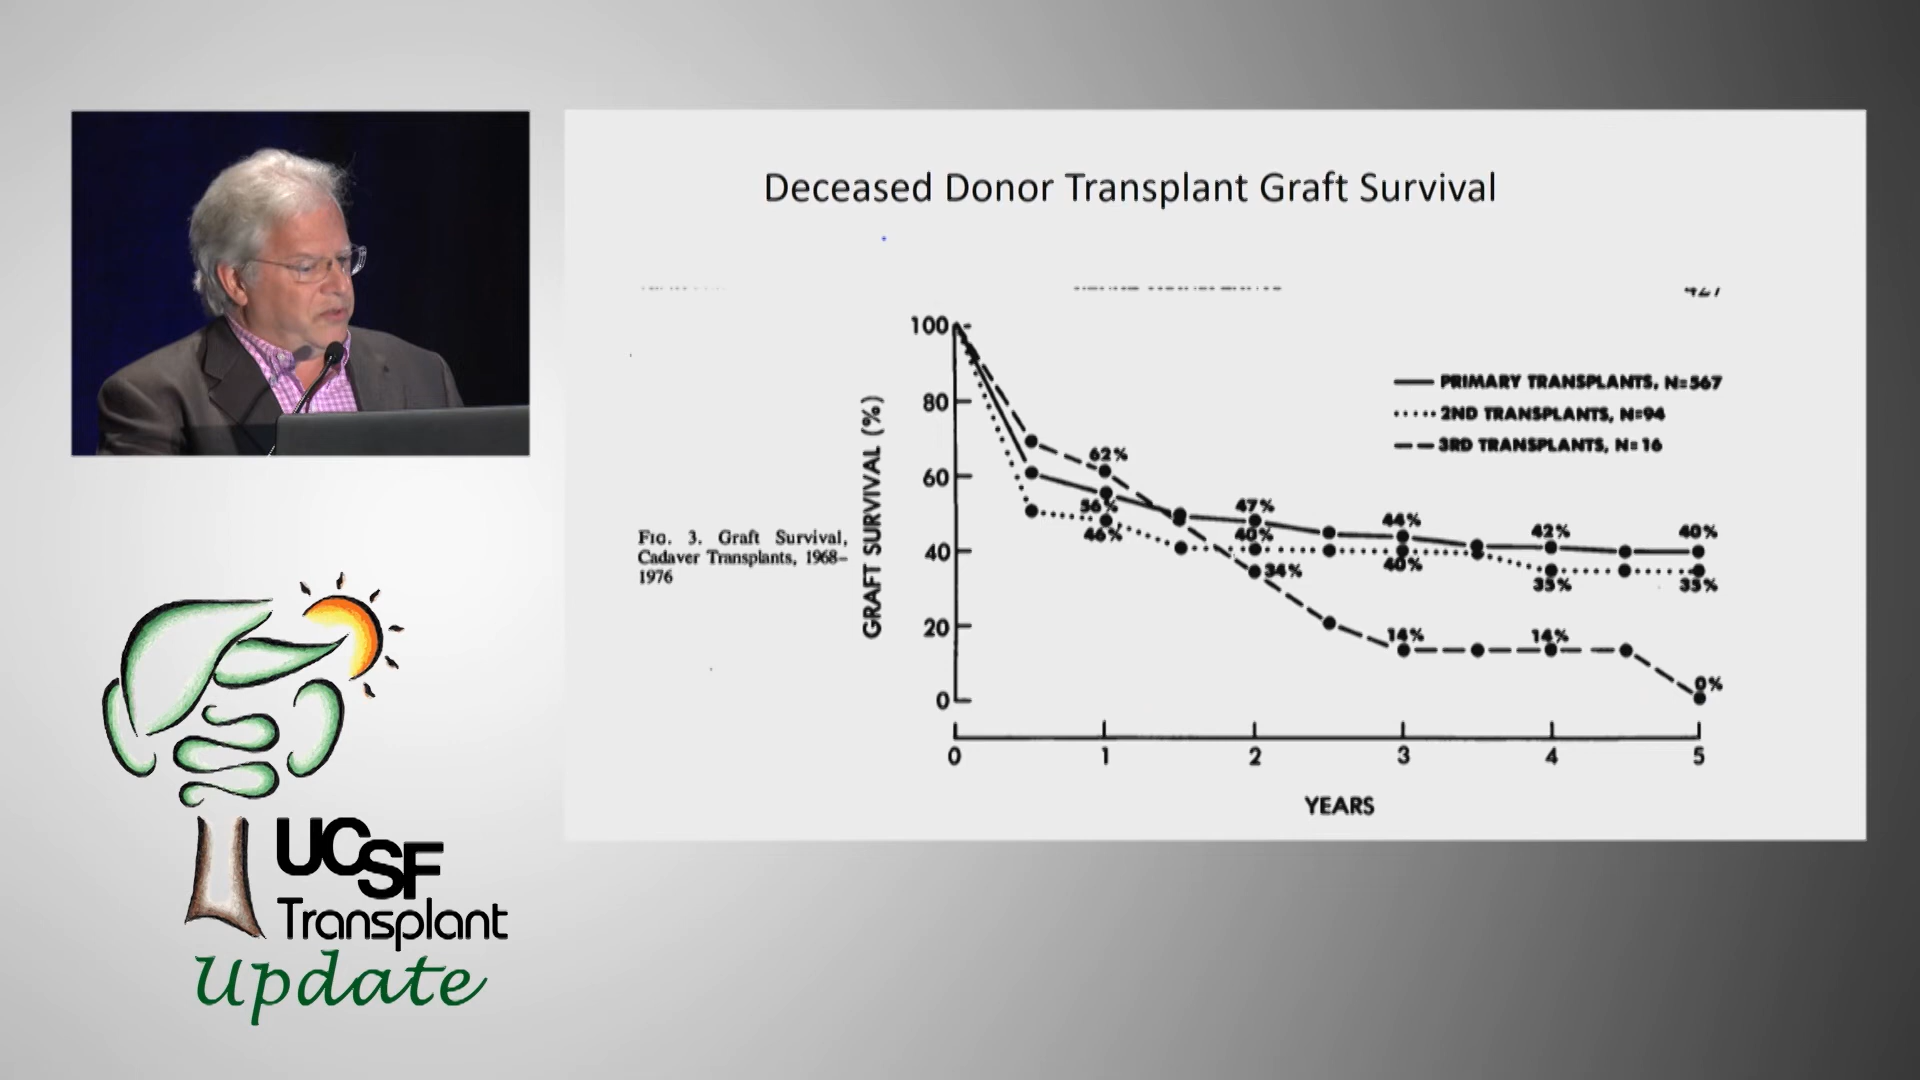 Deceased Donor Transplant Graft Survival
100
80
60
40
20
0
GRAFT SURVIVAL (%)
PRIMARY TRANSPLANTS, N=567
2ND TRANSPLANTS, N=94
3RD TRANSPLANTS, N=16
62%
56%
46%
47%
40%
34%
44%
40%
14%
42%
35%
14%
40%
35%
0%
FIG. 3. Graft Survival,
Cadaver Transplants, 1968–
1976
0 1 2 3 4 5
YEARS
UCSF
Transplant
Update